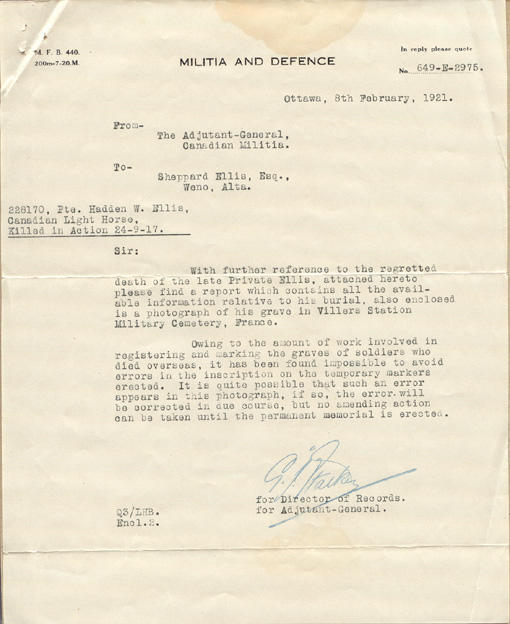 M. F. B. 440.
200m-7-20.M.
MILITIA AND DEFENCE
In reply please quote
No. 649-E-2975.
Ottawa, 8th February, 1921.
From-
The Adjutant-General,
Canadian Militia.
To-
Sheppard Ellis, Esq.,
Weno, Alta.
228170, Pte. Hadden W. Ellis,
Canadian Light Horse,
Killed in Action 24-9-17.
Sir:
With further reference to the regretted
death of the late Private Ellis, attached hereto
please find a report which contains all the avail-
able information relative to his burial, also enclosed
is a photograph of his grave in Villers Station
Military Cemetery, France.
Owing to the amount of work involved in
registering and marking the graves of soldiers who
died overseas, it has been found impossible to avoid
errors in the inscription on the temporary markers
erected. It is quite possible that such an error
appears in this photograph, if so, the error will
be corrected in due course, but no amending action
can be taken until the permanent memorial is erected.
for Director of Records.
for Adjutant-General.
Q3/LHB.
Encl.2.